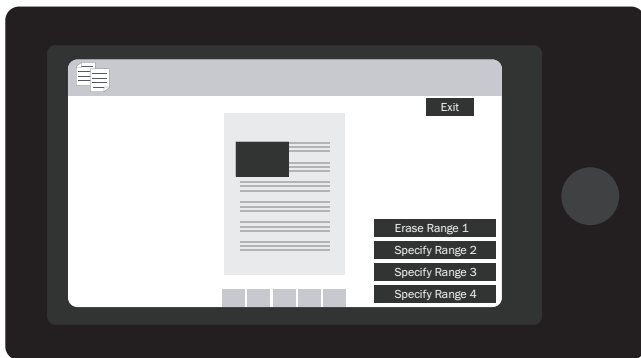 Exit
Erase Range 1
Specify Range 2
Specify Range 3
Specify Range 4